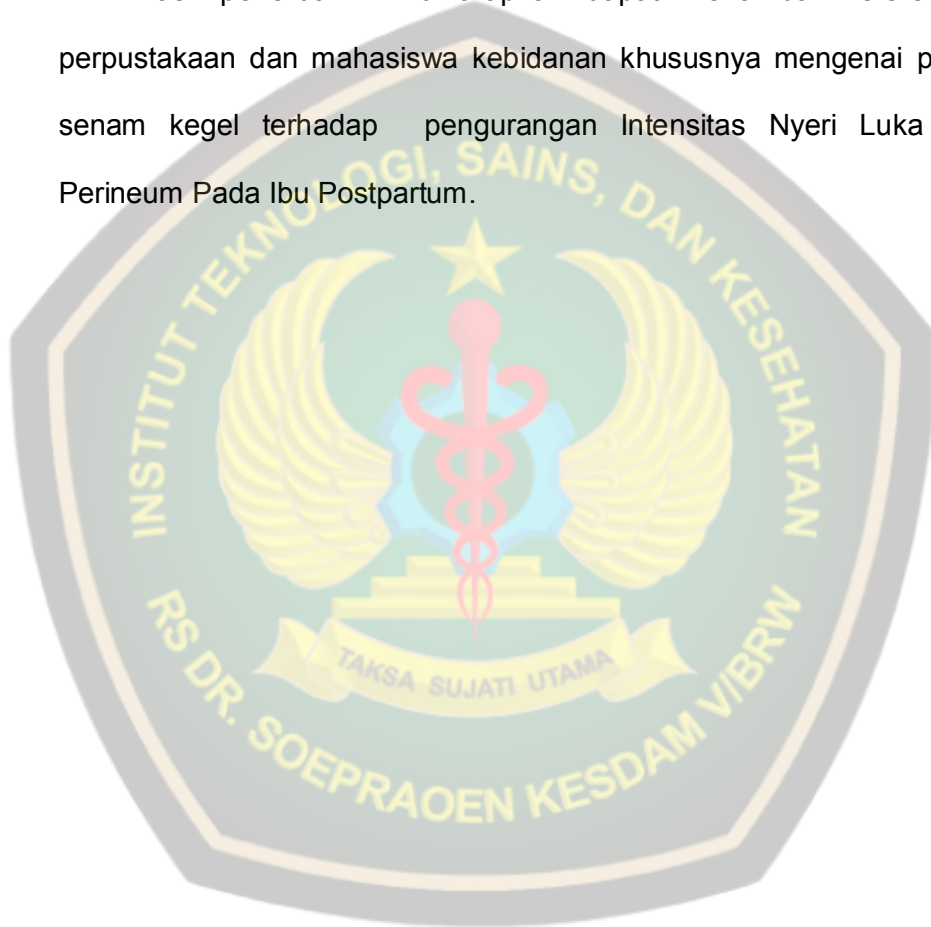 perpustakaan dan mahasiswa kebidanan khususnya mengenai
senam kegel terhadap pengurangan Intensitas Nyeri Luka
Perineum Pada Ibu Postpartum.
INSTITUT TEKNOLOGI, SAINS, DAN KESEHATAN
TAKSA SUJATI UTAMA
RS DR. SOEPRAOEN KESDAM V/BRW